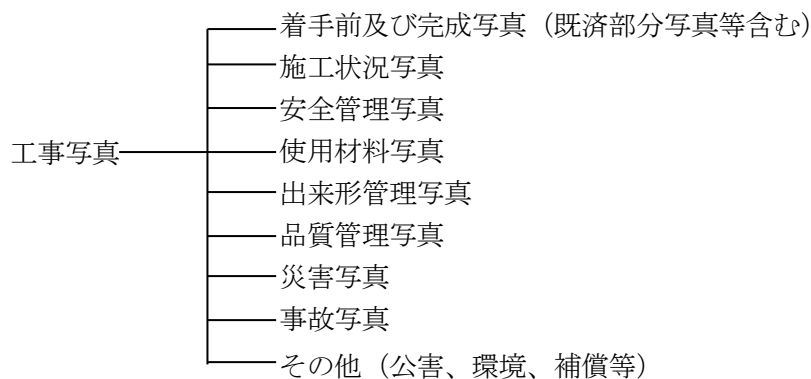 着手前及び完成写真（既済部分写真等含む）
施工状況写真
安全管理写真
工事写真
使用材料写真
出来形管理写真
品質管理写真
災害写真
事故写真
その他（公害、環境、補償等）